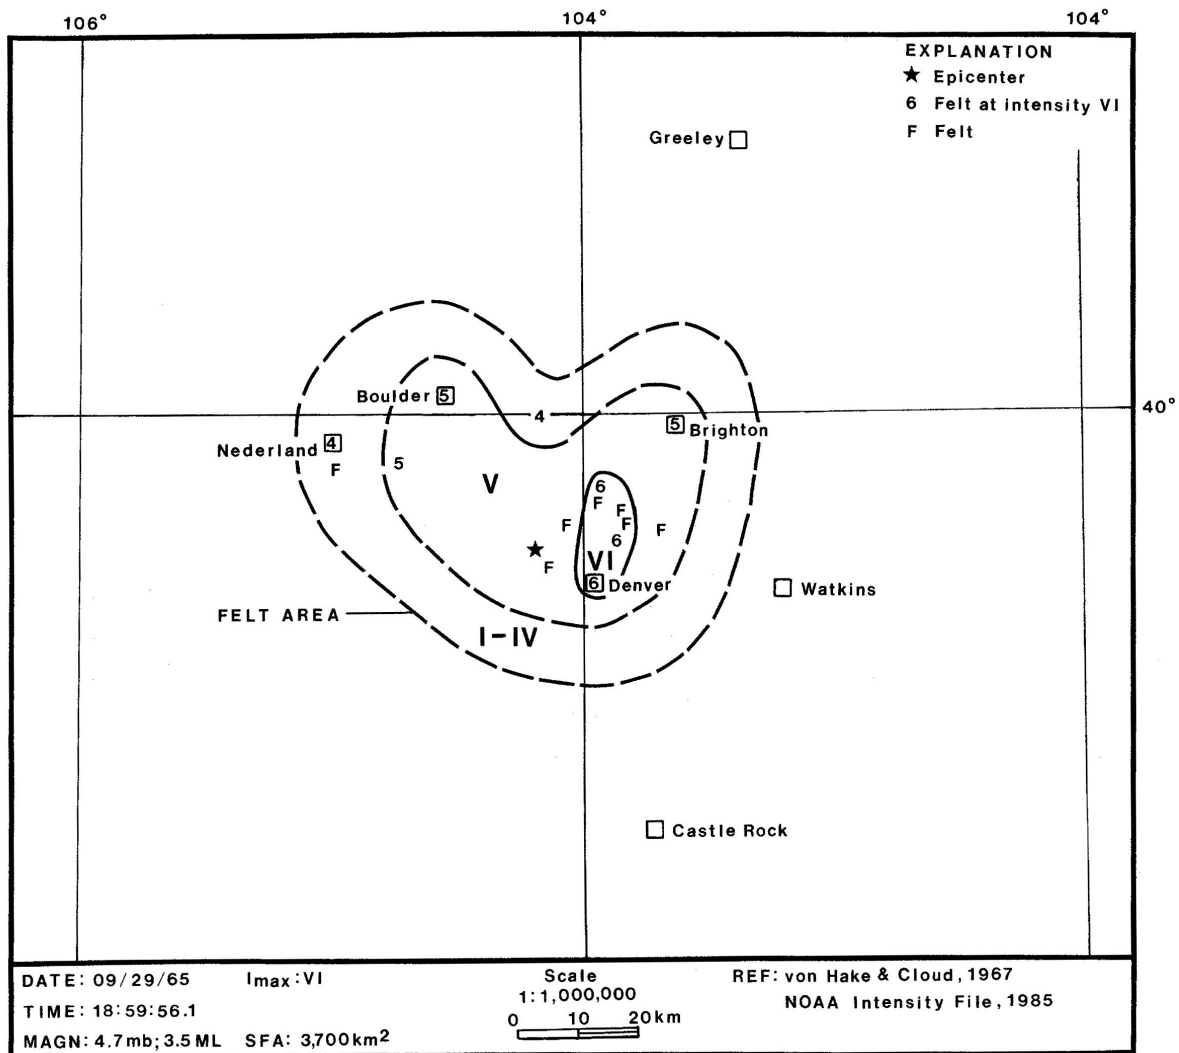 106° 104° 104°
EXPLANATION
★ Epicenter
6 Felt at intensity VI
F Felt
Greeley
Boulder 5
4
40°
5 Brighton
Nederland 4
F
5
V
6
F
F
F
F
F
6
F
VI
6 Denver
Watkins
FELT AREA
I-IV
Castle Rock
DATE: 09/29/65 Imax:VI Scale REF: von Hake & Cloud, 1967
1:1,000,000
TIME: 18:59:56.1 NOAA Intensity File, 1985
0 10 20km
MAGN: 4.7mb; 3.5ML SFA: 3,700km²